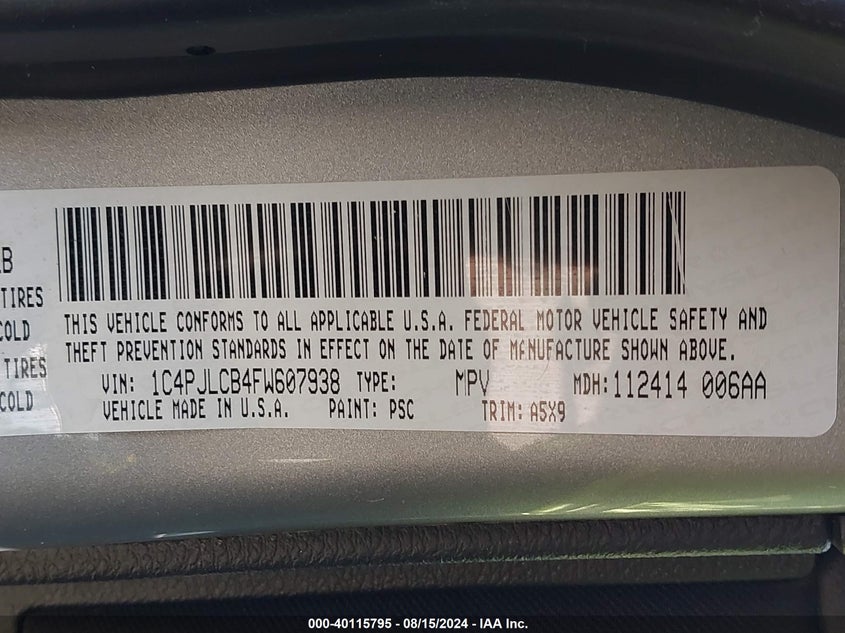 B
TIRES
COLD
TIRES
COLD
THIS VEHICLE CONFORMS TO ALL APPLICABLE U.S.A. FEDERAL MOTOR VEHICLE SAFETY AND
THEFT PREVENTION STANDARDS IN EFFECT ON THE DATE OF MANUFACTURE SHOWN ABOVE.
VIN: 1C4PJLCB4FW607938 TYPE: MPV MDH: 112414 006AA
VEHICLE MADE IN U.S.A. PAINT: PSC TRIM: A5X9
000-40115795 - 08/15/2024 - IAA Inc.